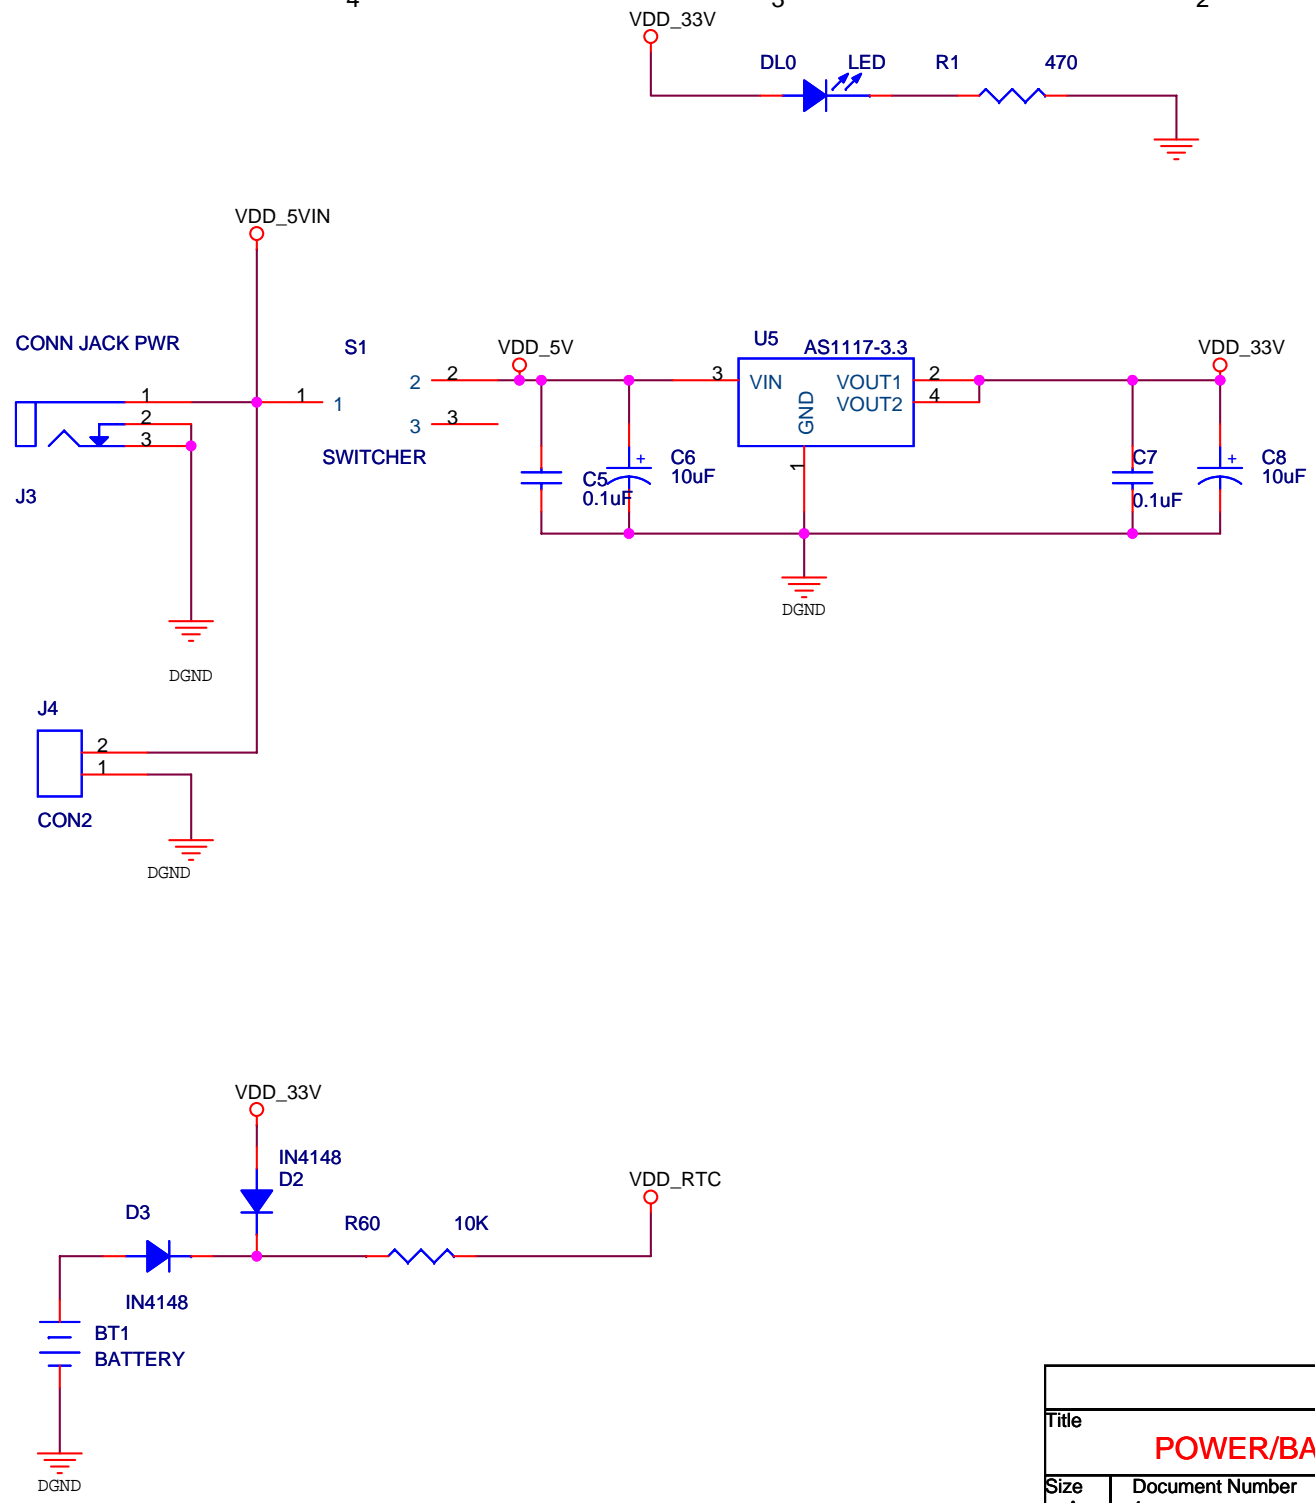 4 3 2
VDD_33V
DL0 LED R1 470
VDD_5VIN
CONN JACK PWR
S1
VDD_5V
U5
AS1117-3.3
VDD_33V
1
2
3
1 1
2 2
3 3
SWITCHER
J3
3 VIN VOUT1 2
VOUT2 4
GND
1
C5
0.1uF
C6
10uF
C7
0.1uF
C8
10uF
DGND
DGND
J4
2
1
CON2
DGND
VDD_33V
IN4148
D2
VDD_RTC
D3
R60 10K
IN4148
BT1
BATTERY
DGND
Title
POWER/BA
Size Document Number